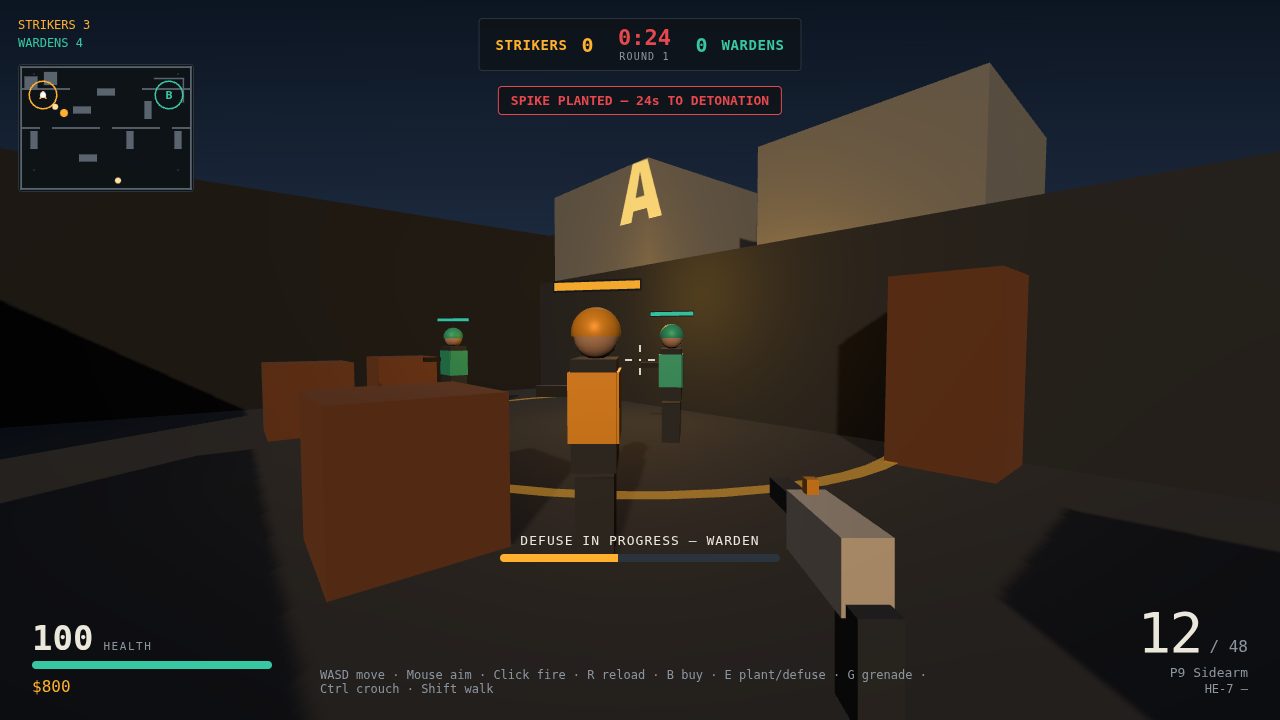 STRIKERS 3
WARDENS 4
A
B
STRIKERS 0
0:24
ROUND 1
0 WARDENS
SPIKE PLANTED — 24s TO DETONATION
A
DEFUSE IN PROGRESS — WARDEN
100 HEALTH
$800
WASD move · Mouse aim · Click fire · R reload · B buy · E plant/defuse · G grenade ·
Ctrl crouch · Shift walk
12 / 48
P9 Sidearm
HE-7 —